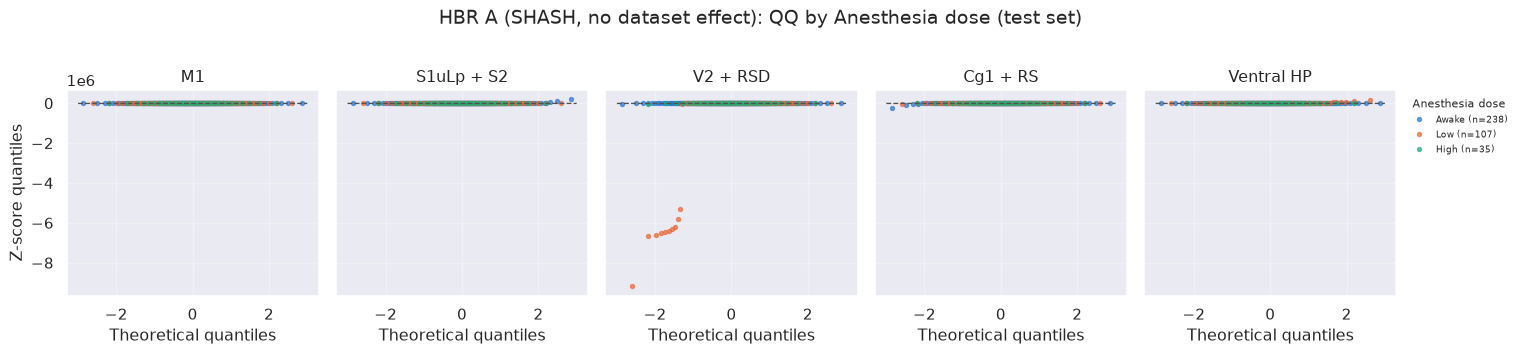 HBR A (SHASH, no dataset effect): QQ by Anesthesia dose (test set)
M1
S1uLp + S2
V2 + RSD
Cg1 + RS
Ventral HP
1e6
Z-score quantiles
0
−2
−4
−6
−8
−2 0 2
−2 0 2
−2 0 2
−2 0 2
−2 0 2
Theoretical quantiles
Theoretical quantiles
Theoretical quantiles
Theoretical quantiles
Theoretical quantiles
Anesthesia dose
Awake (n=238)
Low (n=107)
High (n=35)